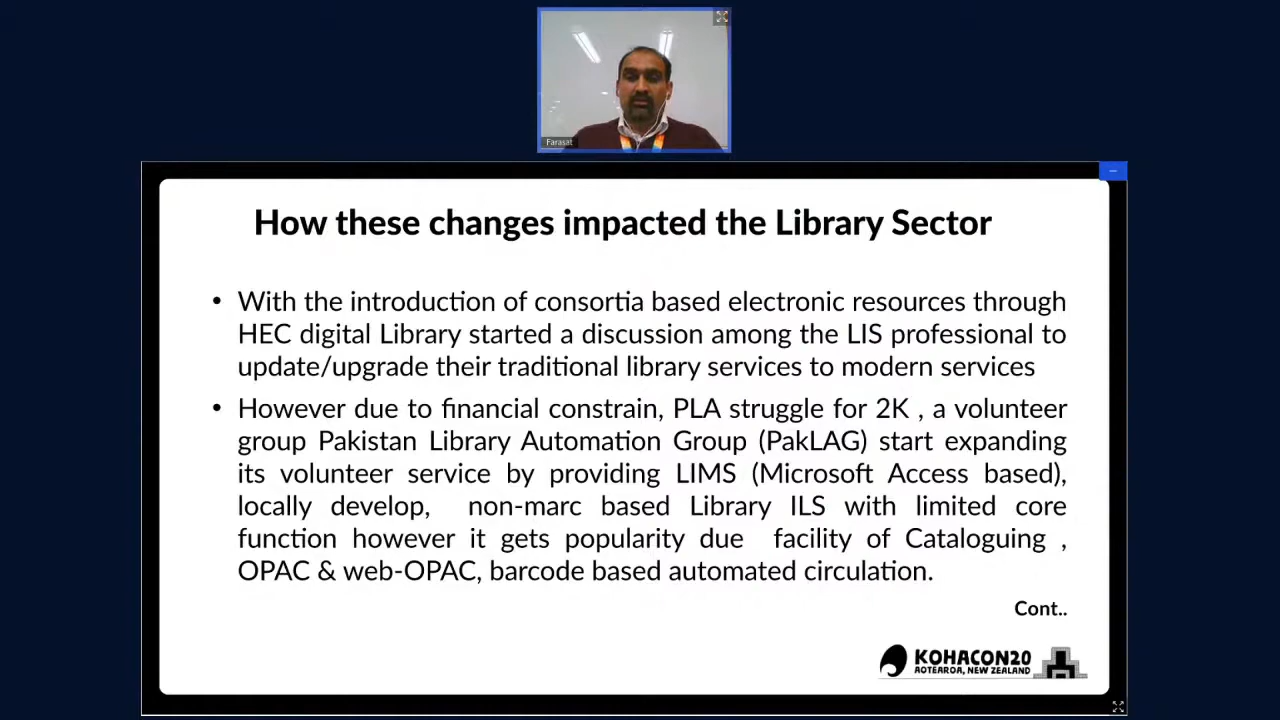 Farasat
How these changes impacted the Library Sector
• With the introduction of consortia based electronic resources through
HEC digital Library started a discussion among the LIS professional to
update/upgrade their traditional library services to modern services
• However due to financial constrain, PLA struggle for 2K , a volunteer
group Pakistan Library Automation Group (PakLAG) start expanding
its volunteer service by providing LIMS (Microsoft Access based),
locally develop, non-marc based Library ILS with limited core
function however it gets popularity due facility of Cataloguing ,
OPAC & web-OPAC, barcode based automated circulation.
Cont..
KOHACON20
AOTEAROA, NEW ZEALAND